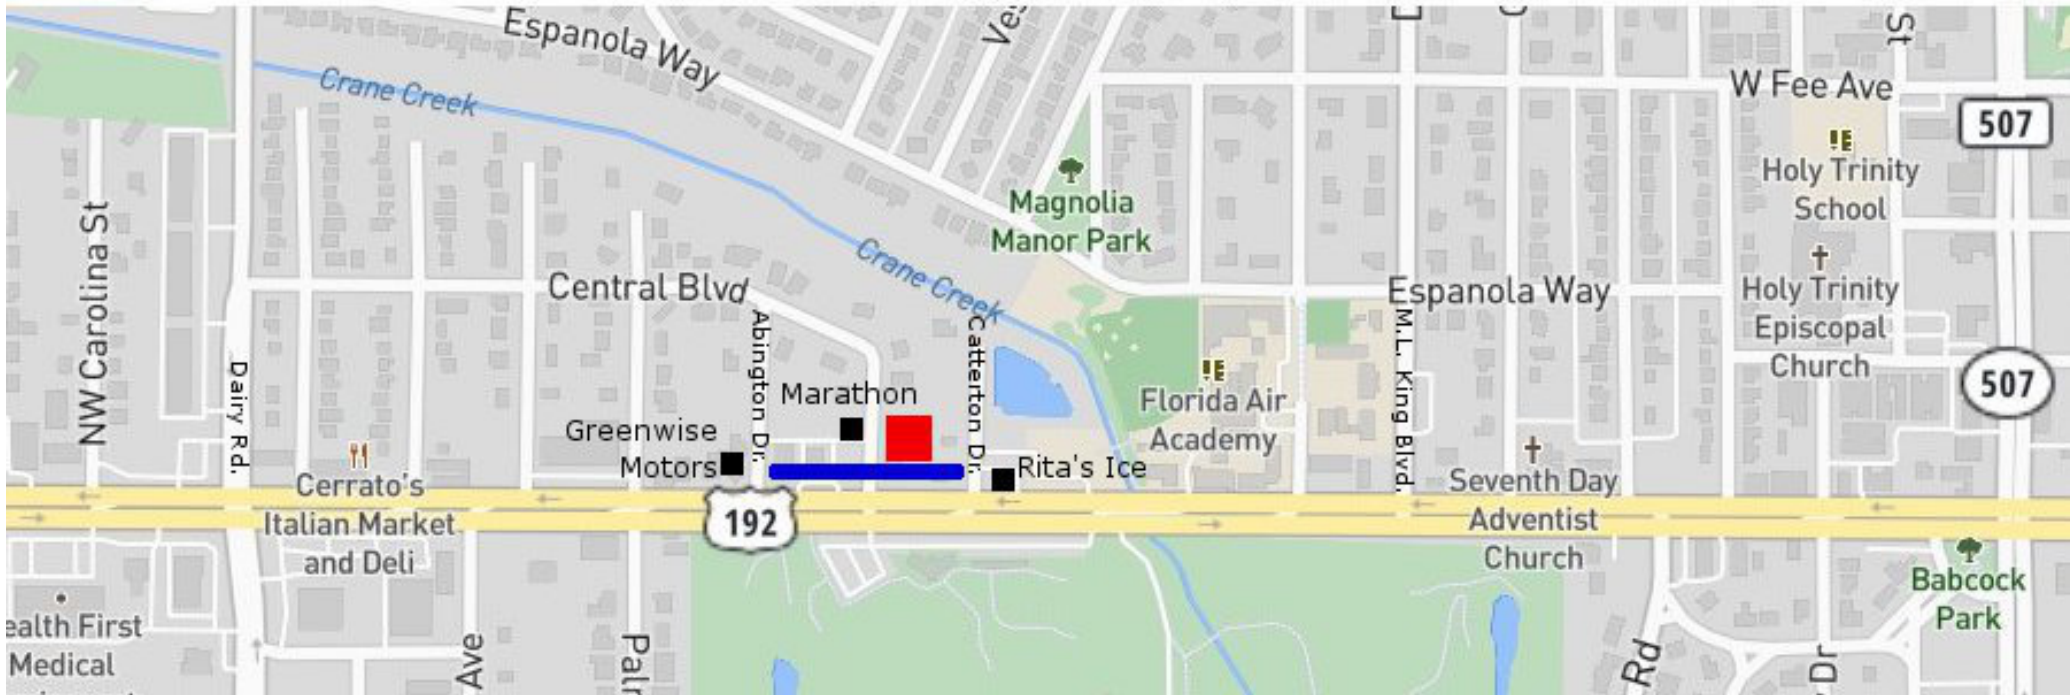 Espanola Way
St
W Fee Ave
507
Crane Creek
Holy Trinity
School
Magnolia
Manor Park
NW Carolina St
Crane Creek
Central Blvd
Espanola Way
Holy Trinity
Episcopal
Church
Abington Dr.
Catterton Dr.
M.L. King Blvd.
Dairy Rd.
507
Marathon
Florida Air
Academy
Greenwise
Motors
Rita's Ice
Cerrato's
Italian Market
and Deli
192
Seventh Day
Adventist
Church
Babcock
Park
ealth First
Medical
Ave
Palr
Rd
Dr